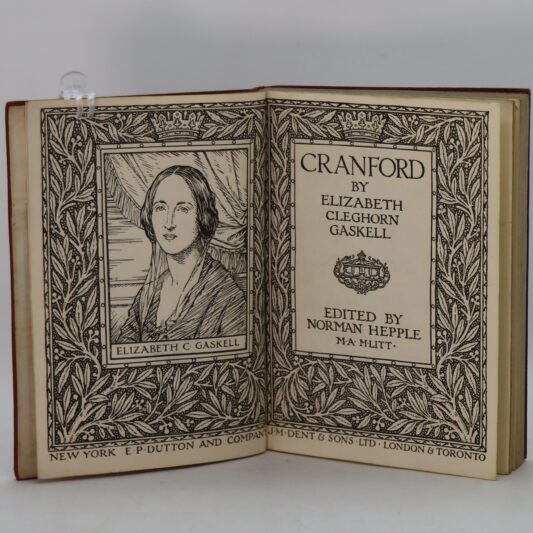 ELIZABETH C GASKELL
NEW YORK E·P·DUTTON AND COMPANY
CRANFORD
BY
ELIZABETH
CLEGHORN
GASKELL
EDITED BY
NORMAN HEPPLE
M·A M·LITT·
J·M·DENT & SONS·LTD·LONDON & TORONTO